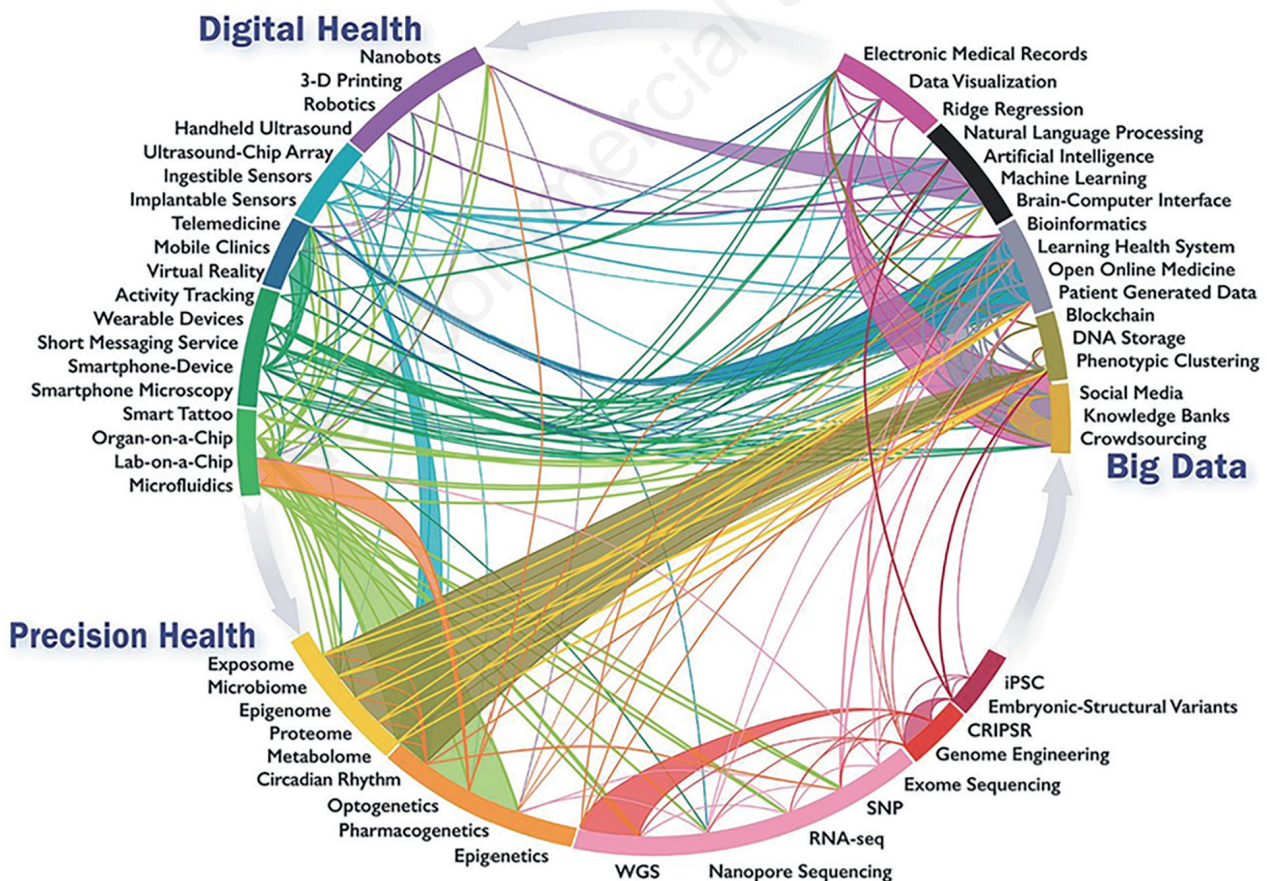 Digital Health
Nanobots
3-D Printing
Robotics
Handheld Ultrasound
Ultrasound-Chip Array
Ingestible Sensors
Implantable Sensors
Telemedicine
Mobile Clinics
Virtual Reality
Activity Tracking
Wearable Devices
Short Messaging Service
Smartphone-Device
Smartphone Microscopy
Smart Tattoo
Organ-on-a-Chip
Lab-on-a-Chip
Microfluidics
Electronic Medical Records
Data Visualization
Ridge Regression
Natural Language Processing
Artificial Intelligence
Machine Learning
Brain-Computer Interface
Bioinformatics
Learning Health System
Open Online Medicine
Patient Generated Data
Blockchain
DNA Storage
Phenotypic Clustering
Social Media
Knowledge Banks
Crowdsourcing
Big Data
Precision Health
Exposome
Microbiome
Epigenome
Proteome
Metabolome
Circadian Rhythm
Optogenetics
Pharmacogenetics
Epigenetics
WGS
Nanopore Sequencing
RNA-seq
SNP
Exome Sequencing
Genome Engineering
CRIPSR
Embryonic-Structural Variants
iPSC
commercial